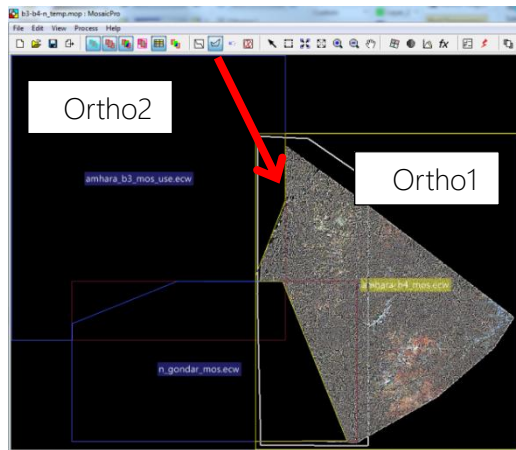 b3-b4-n_temp.mop : MosaicPro
File Edit View Process Help
Ortho2
Ortho1
amhara_b3_mos_use.ecw
amhara-b4_mos.ecw
n_gondar_mos.ecw